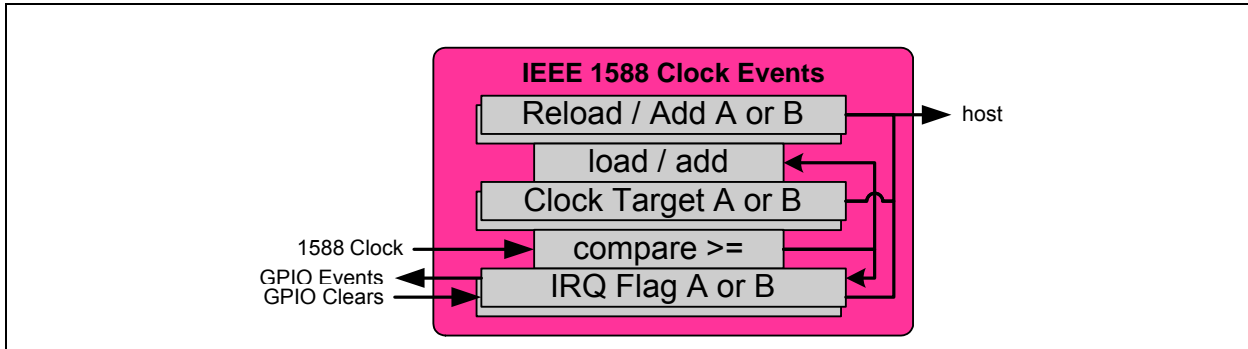 IEEE 1588 Clock Events
Reload / Add A or B
host
load / add
Clock Target A or B
1588 Clock
compare >=
GPIO Events
GPIO Clears
IRQ Flag A or B